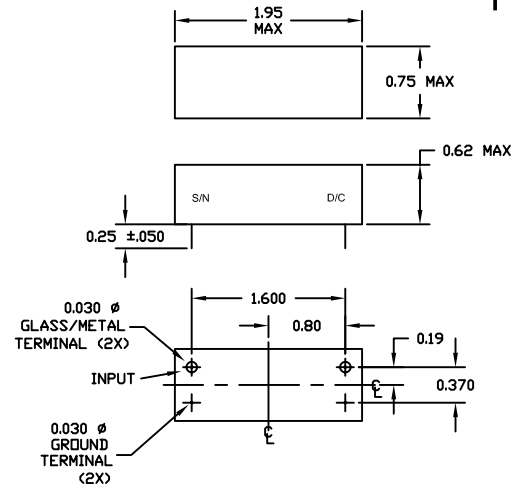 1.95
MAX
0.75 MAX
0.62 MAX
S/N
D/C
0.25 ±.050
1.600
0.80
0.030 ø
GLASS/METAL
TERMINAL (2X)
0.19
INPUT
0.370
0.030 ø
GROUND
TERMINAL
(2X)